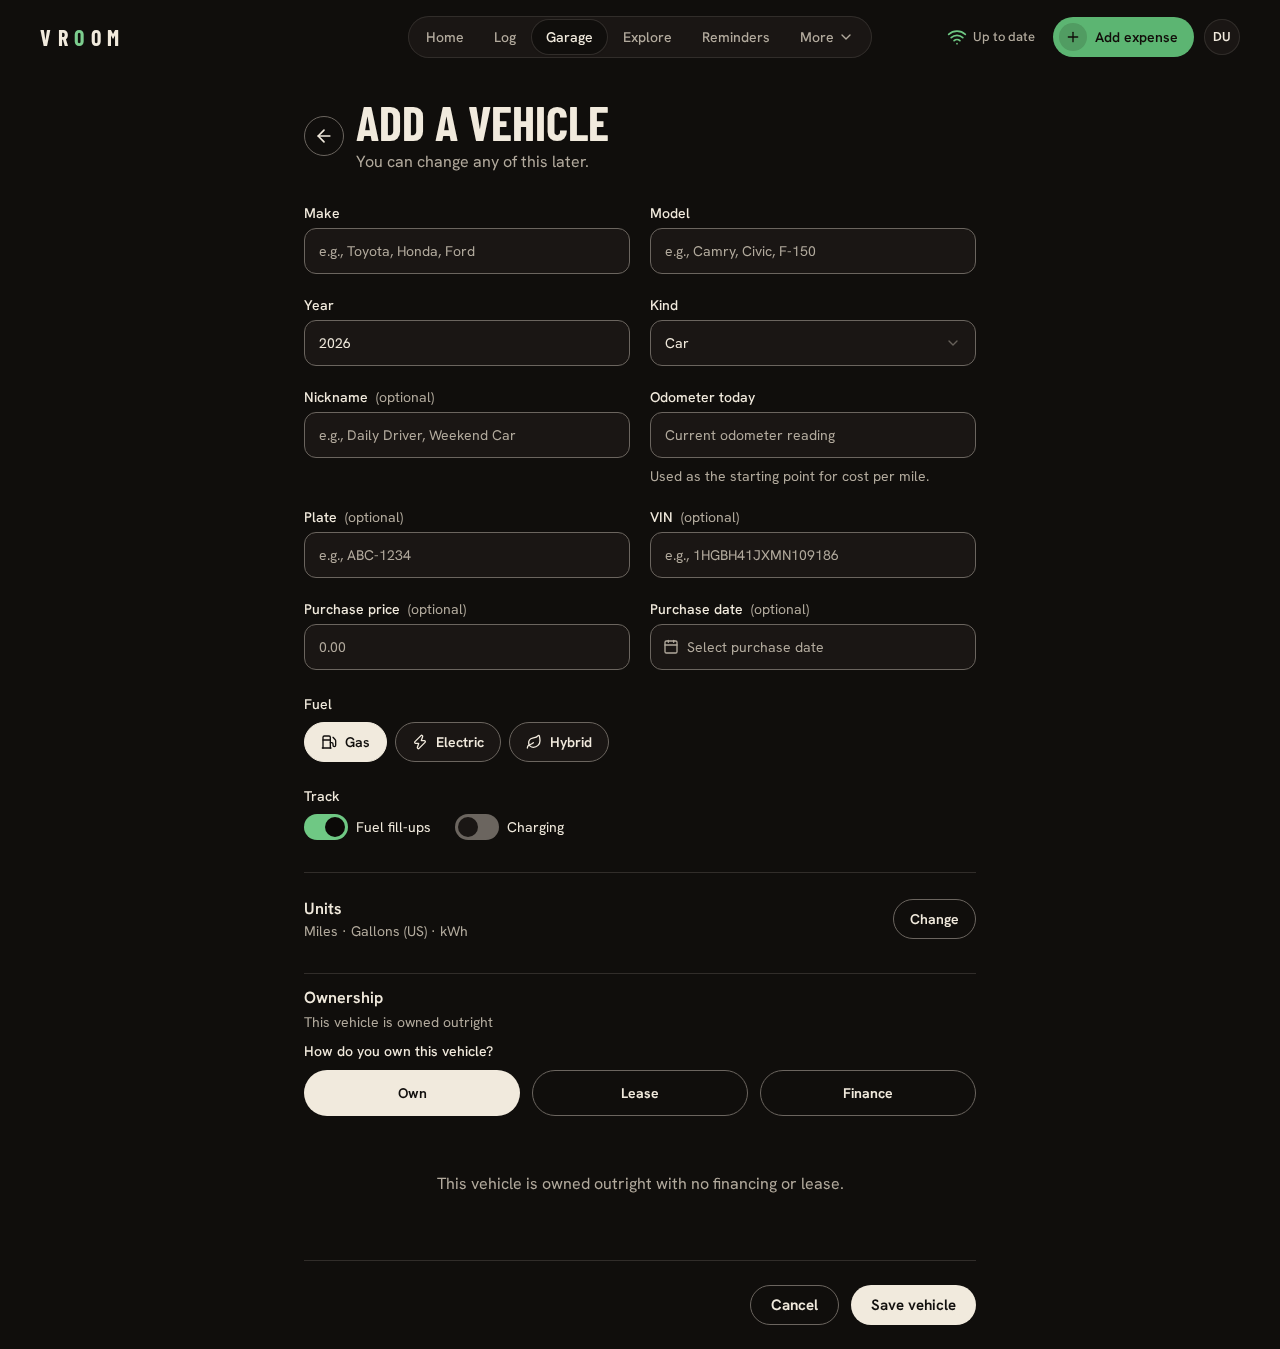 VROOM
Home Log Garage Explore Reminders More Up to date Add expense DU
ADD A VEHICLE
You can change any of this later.
Make Model
e.g., Toyota, Honda, Ford e.g., Camry, Civic, F-150
Year Kind
2026 Car
Nickname (optional) Odometer today
e.g., Daily Driver, Weekend Car Current odometer reading
Used as the starting point for cost per mile.
Plate (optional) VIN (optional)
e.g., ABC-1234 e.g., 1HGBH41JXMN109186
Purchase price (optional) Purchase date (optional)
0.00 Select purchase date
Fuel
Gas Electric Hybrid
Track
Fuel fill-ups Charging
Units
Miles · Gallons (US) · kWh
Change
Ownership
This vehicle is owned outright
How do you own this vehicle?
Own Lease Finance
This vehicle is owned outright with no financing or lease.
Cancel Save vehicle